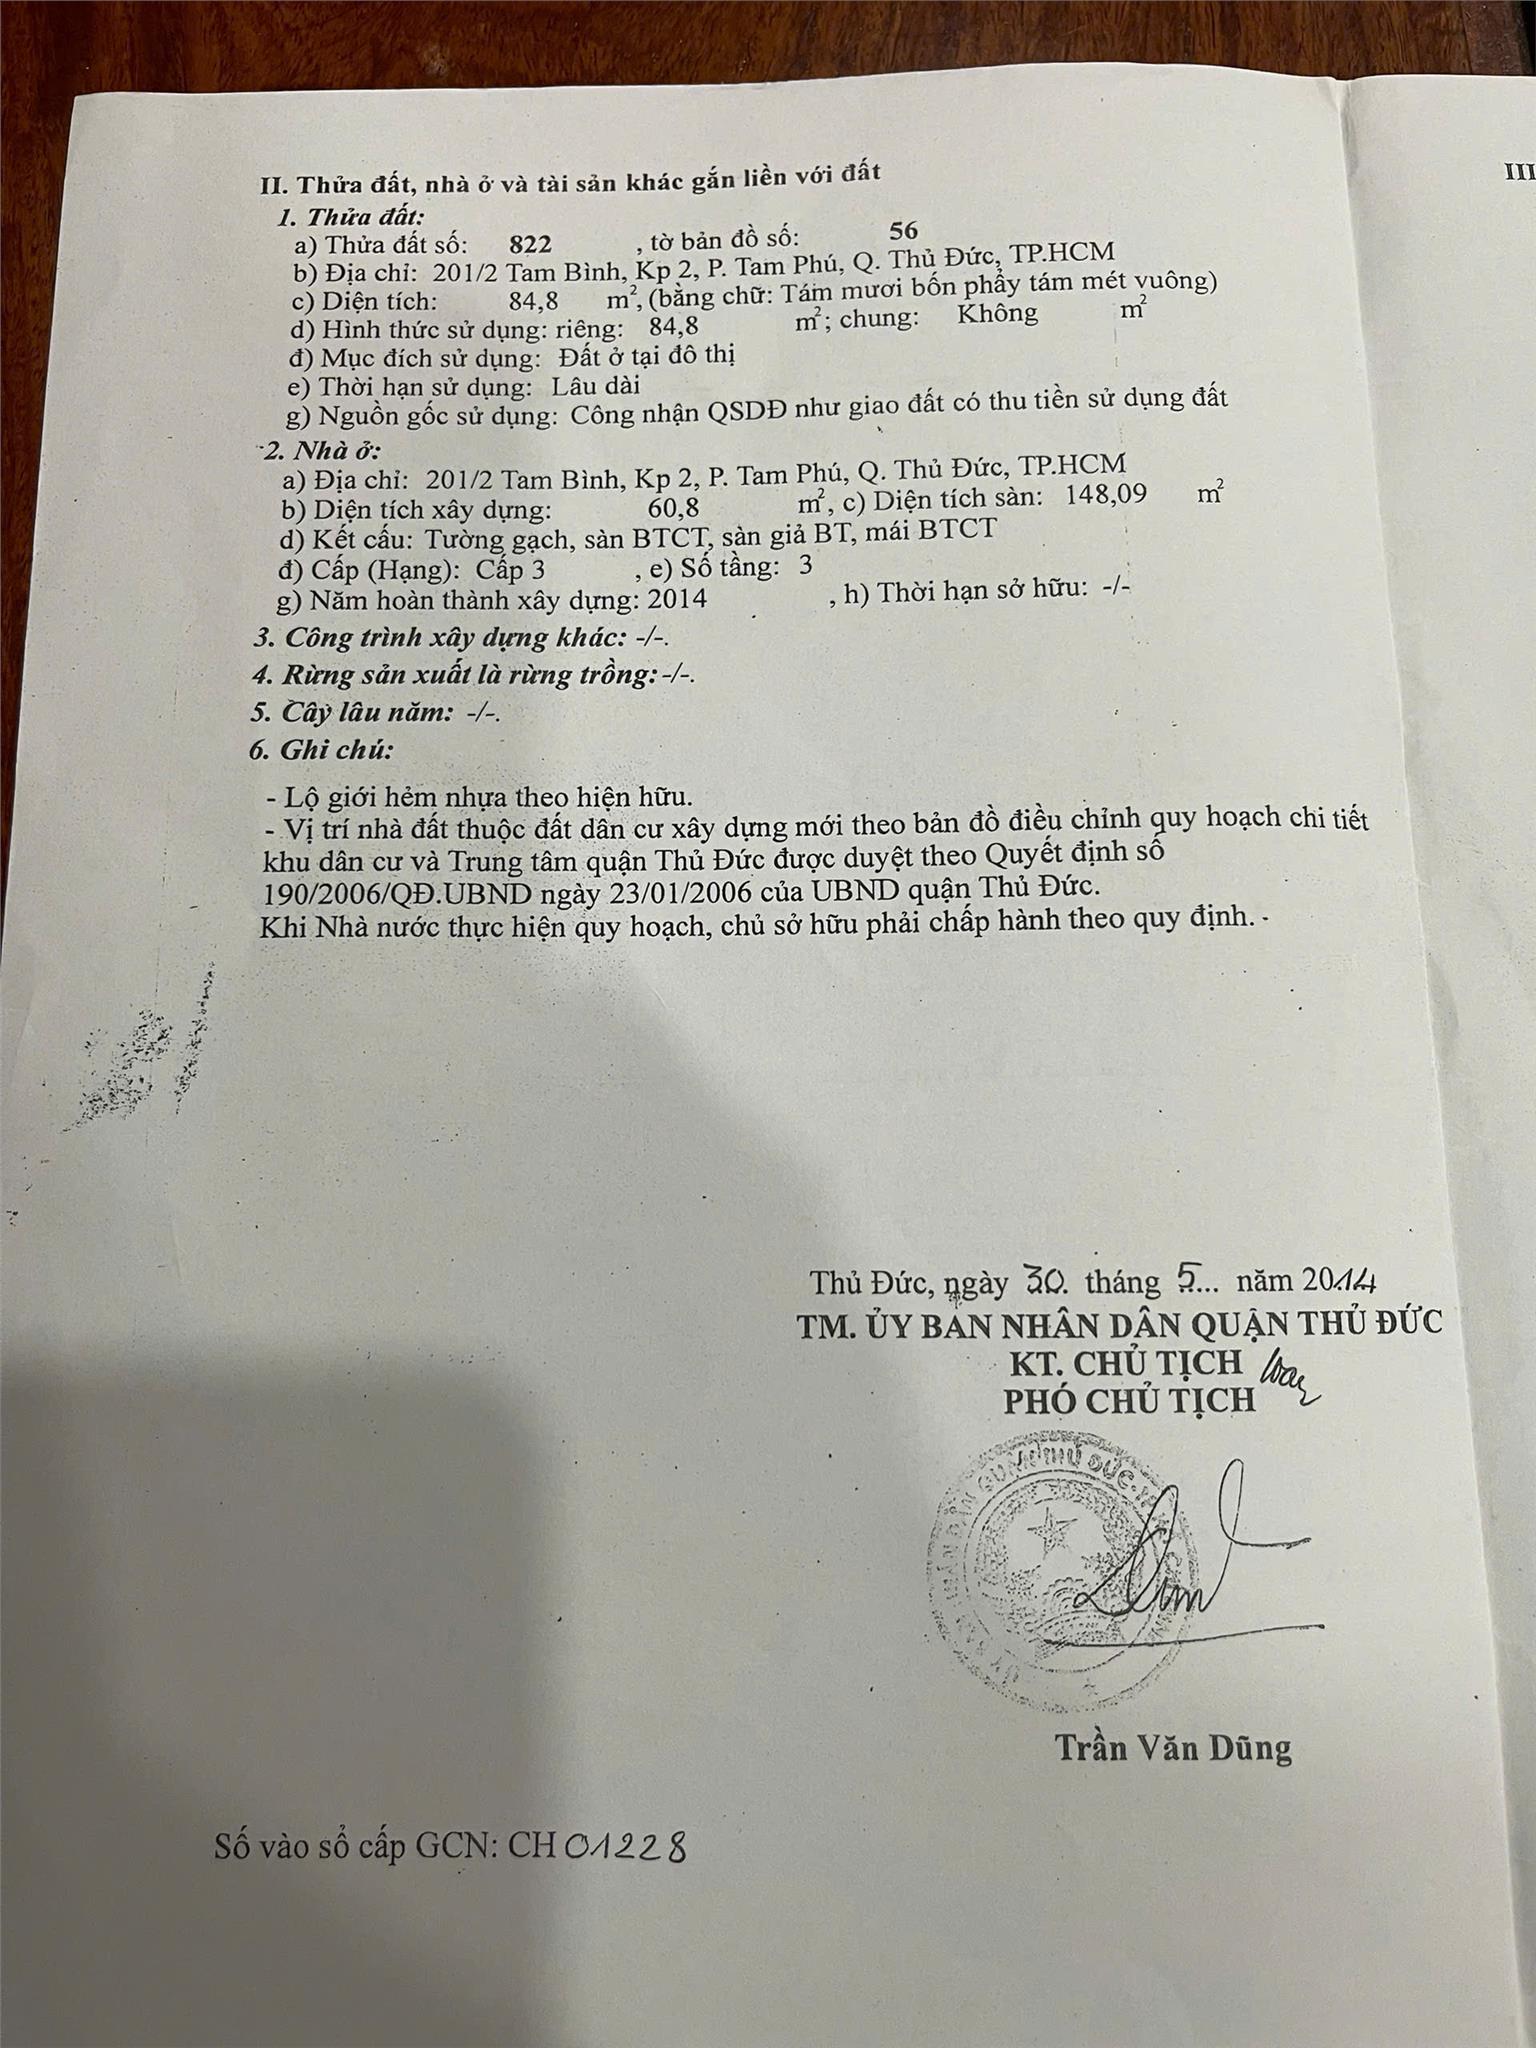 II. Thửa đất, nhà ở và tài sản khác gắn liền với đất
III
1. Thửa đất:
a) Thửa đất số: 822 , tờ bản đồ số: 56
b) Địa chỉ: 201/2 Tam Bình, Kp 2, P. Tam Phú, Q. Thủ Đức, TP.HCM
c) Diện tích: 84,8 m², (bằng chữ: Tám mươi bốn phẩy tám mét vuông)
d) Hình thức sử dụng: riêng: 84,8 m²; chung: Không m²
đ) Mục đích sử dụng: Đất ở tại đô thị
e) Thời hạn sử dụng: Lâu dài
g) Nguồn gốc sử dụng: Công nhận QSDĐ như giao đất có thu tiền sử dụng đất
2. Nhà ở:
a) Địa chỉ: 201/2 Tam Bình, Kp 2, P. Tam Phú, Q. Thủ Đức, TP.HCM
b) Diện tích xây dựng: 60,8 m², c) Diện tích sàn: 148,09 m²
d) Kết cấu: Tường gạch, sàn BTCT, sàn giả BT, mái BTCT
đ) Cấp (Hạng): Cấp 3 , e) Số tầng: 3
g) Năm hoàn thành xây dựng: 2014 , h) Thời hạn sở hữu: -/-
3. Công trình xây dựng khác: -/-.
4. Rừng sản xuất là rừng trồng: -/-.
5. Cây lâu năm: -/-.
6. Ghi chú:
- Lộ giới hẻm nhựa theo hiện hữu.
- Vị trí nhà đất thuộc đất dân cư xây dựng mới theo bản đồ điều chỉnh quy hoạch chi tiết
khu dân cư và Trung tâm quận Thủ Đức được duyệt theo Quyết định số
190/2006/QĐ.UBND ngày 23/01/2006 của UBND quận Thủ Đức.
Khi Nhà nước thực hiện quy hoạch, chủ sở hữu phải chấp hành theo quy định. -
Thủ Đức, ngày 30 tháng 5... năm 2014
TM. ỦY BAN NHÂN DÂN QUẬN THỦ ĐỨC
KT. CHỦ TỊCH
PHÓ CHỦ TỊCH
Trần Văn Dũng
Số vào sổ cấp GCN: CH 01228